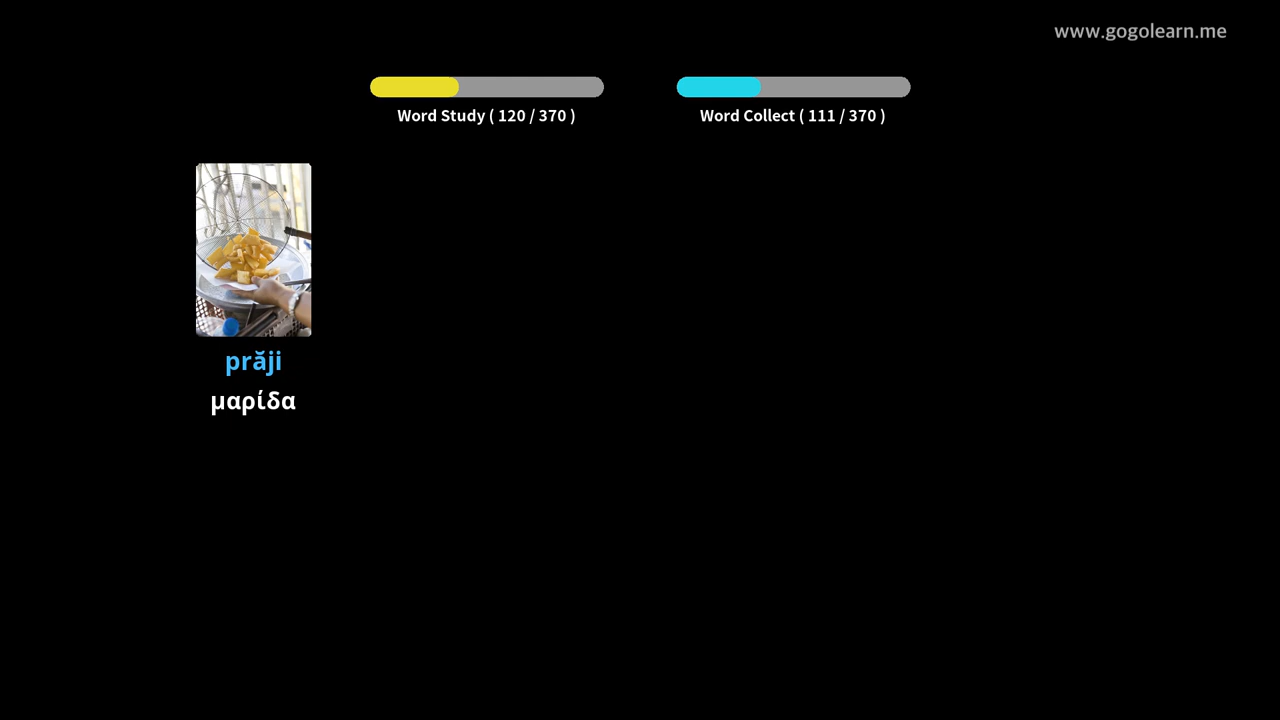 www.gogolearn.me
Word Study ( 120 / 370 )
Word Collect ( 111 / 370 )
prăji
μαρίδα